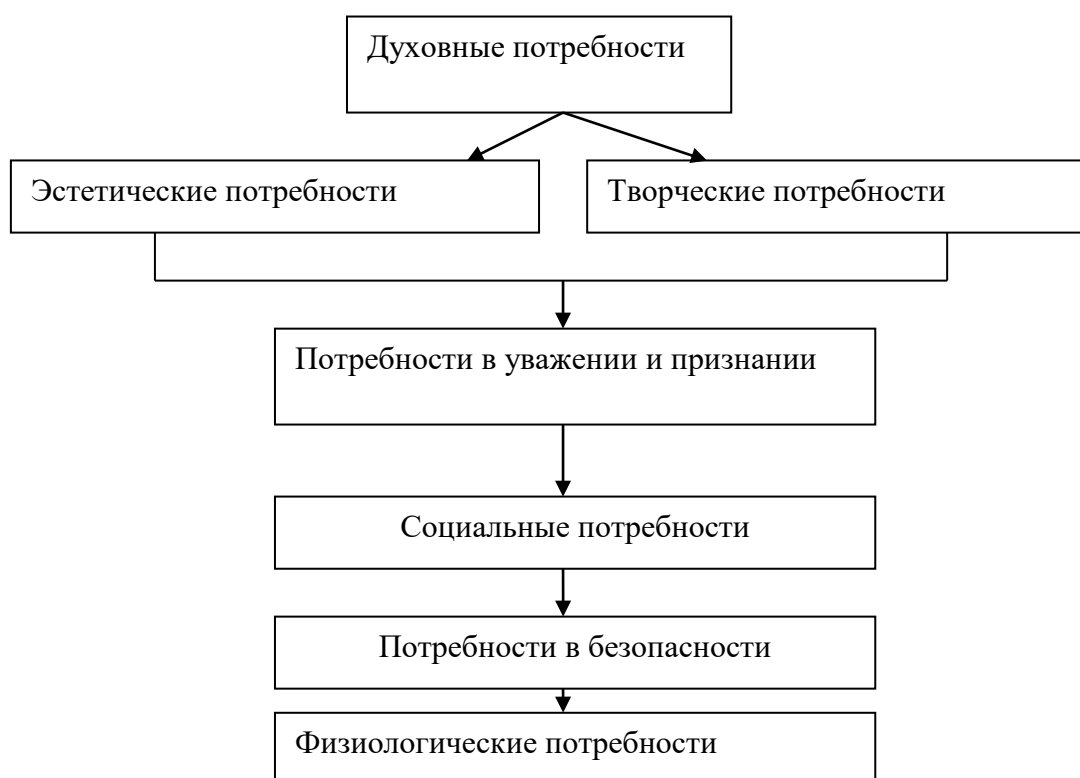 Духовные потребности
Эстетические потребности
Творческие потребности
Потребности в уважении и признании
Социальные потребности
Потребности в безопасности
Физиологические потребности